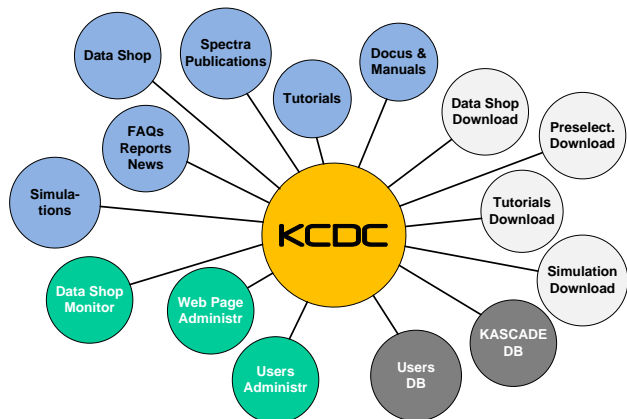 Data Shop
Spectra
Publications
Tutorials
Docus &
Manuals
Data Shop
Download
Preselect.
Download
FAQs
Reports
News
Simula-
tions
Tutorials
Download
KCDC
Simulation
Download
Data Shop
Monitor
Web Page
Administr
Users
Administr
Users
DB
KASCADE
DB